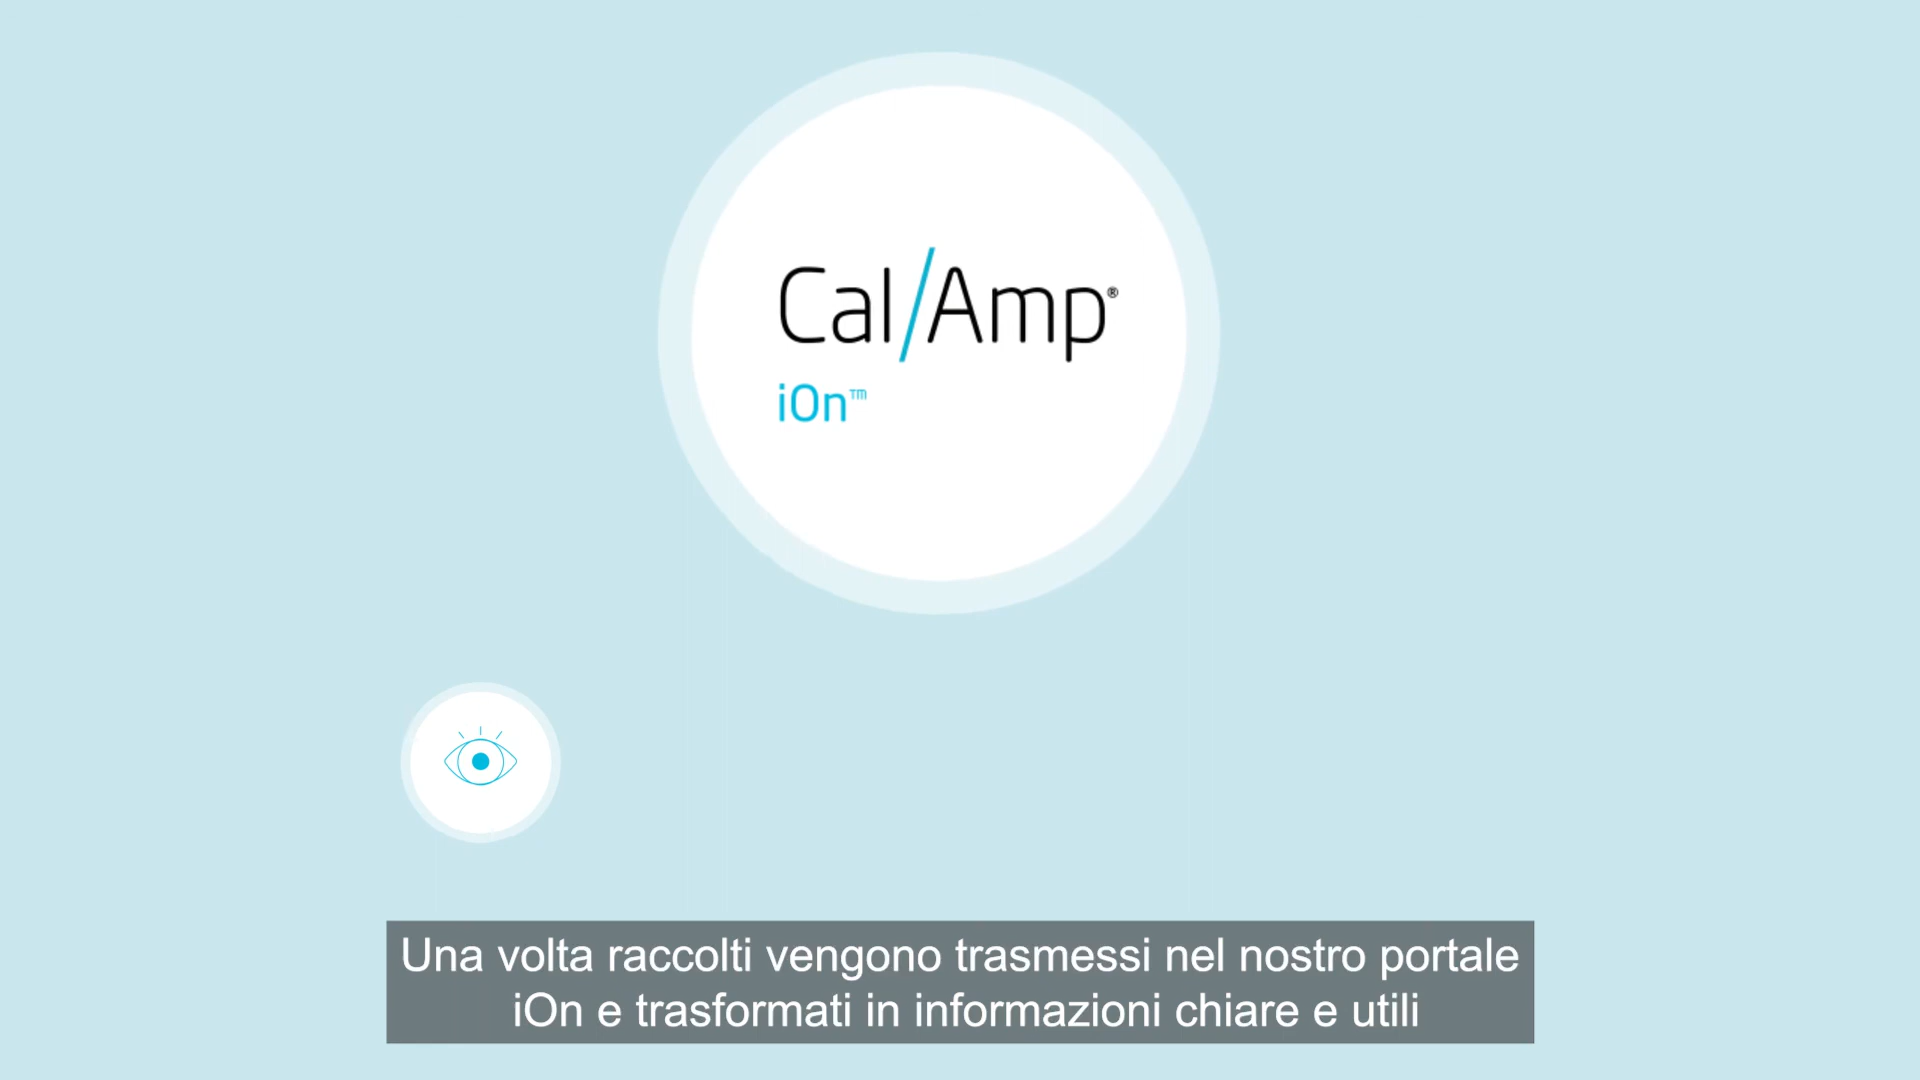 Cal/Amp®
iOn™
Una volta raccolti vengono trasmessi nel nostro portale
iOn e trasformati in informazioni chiare e utili